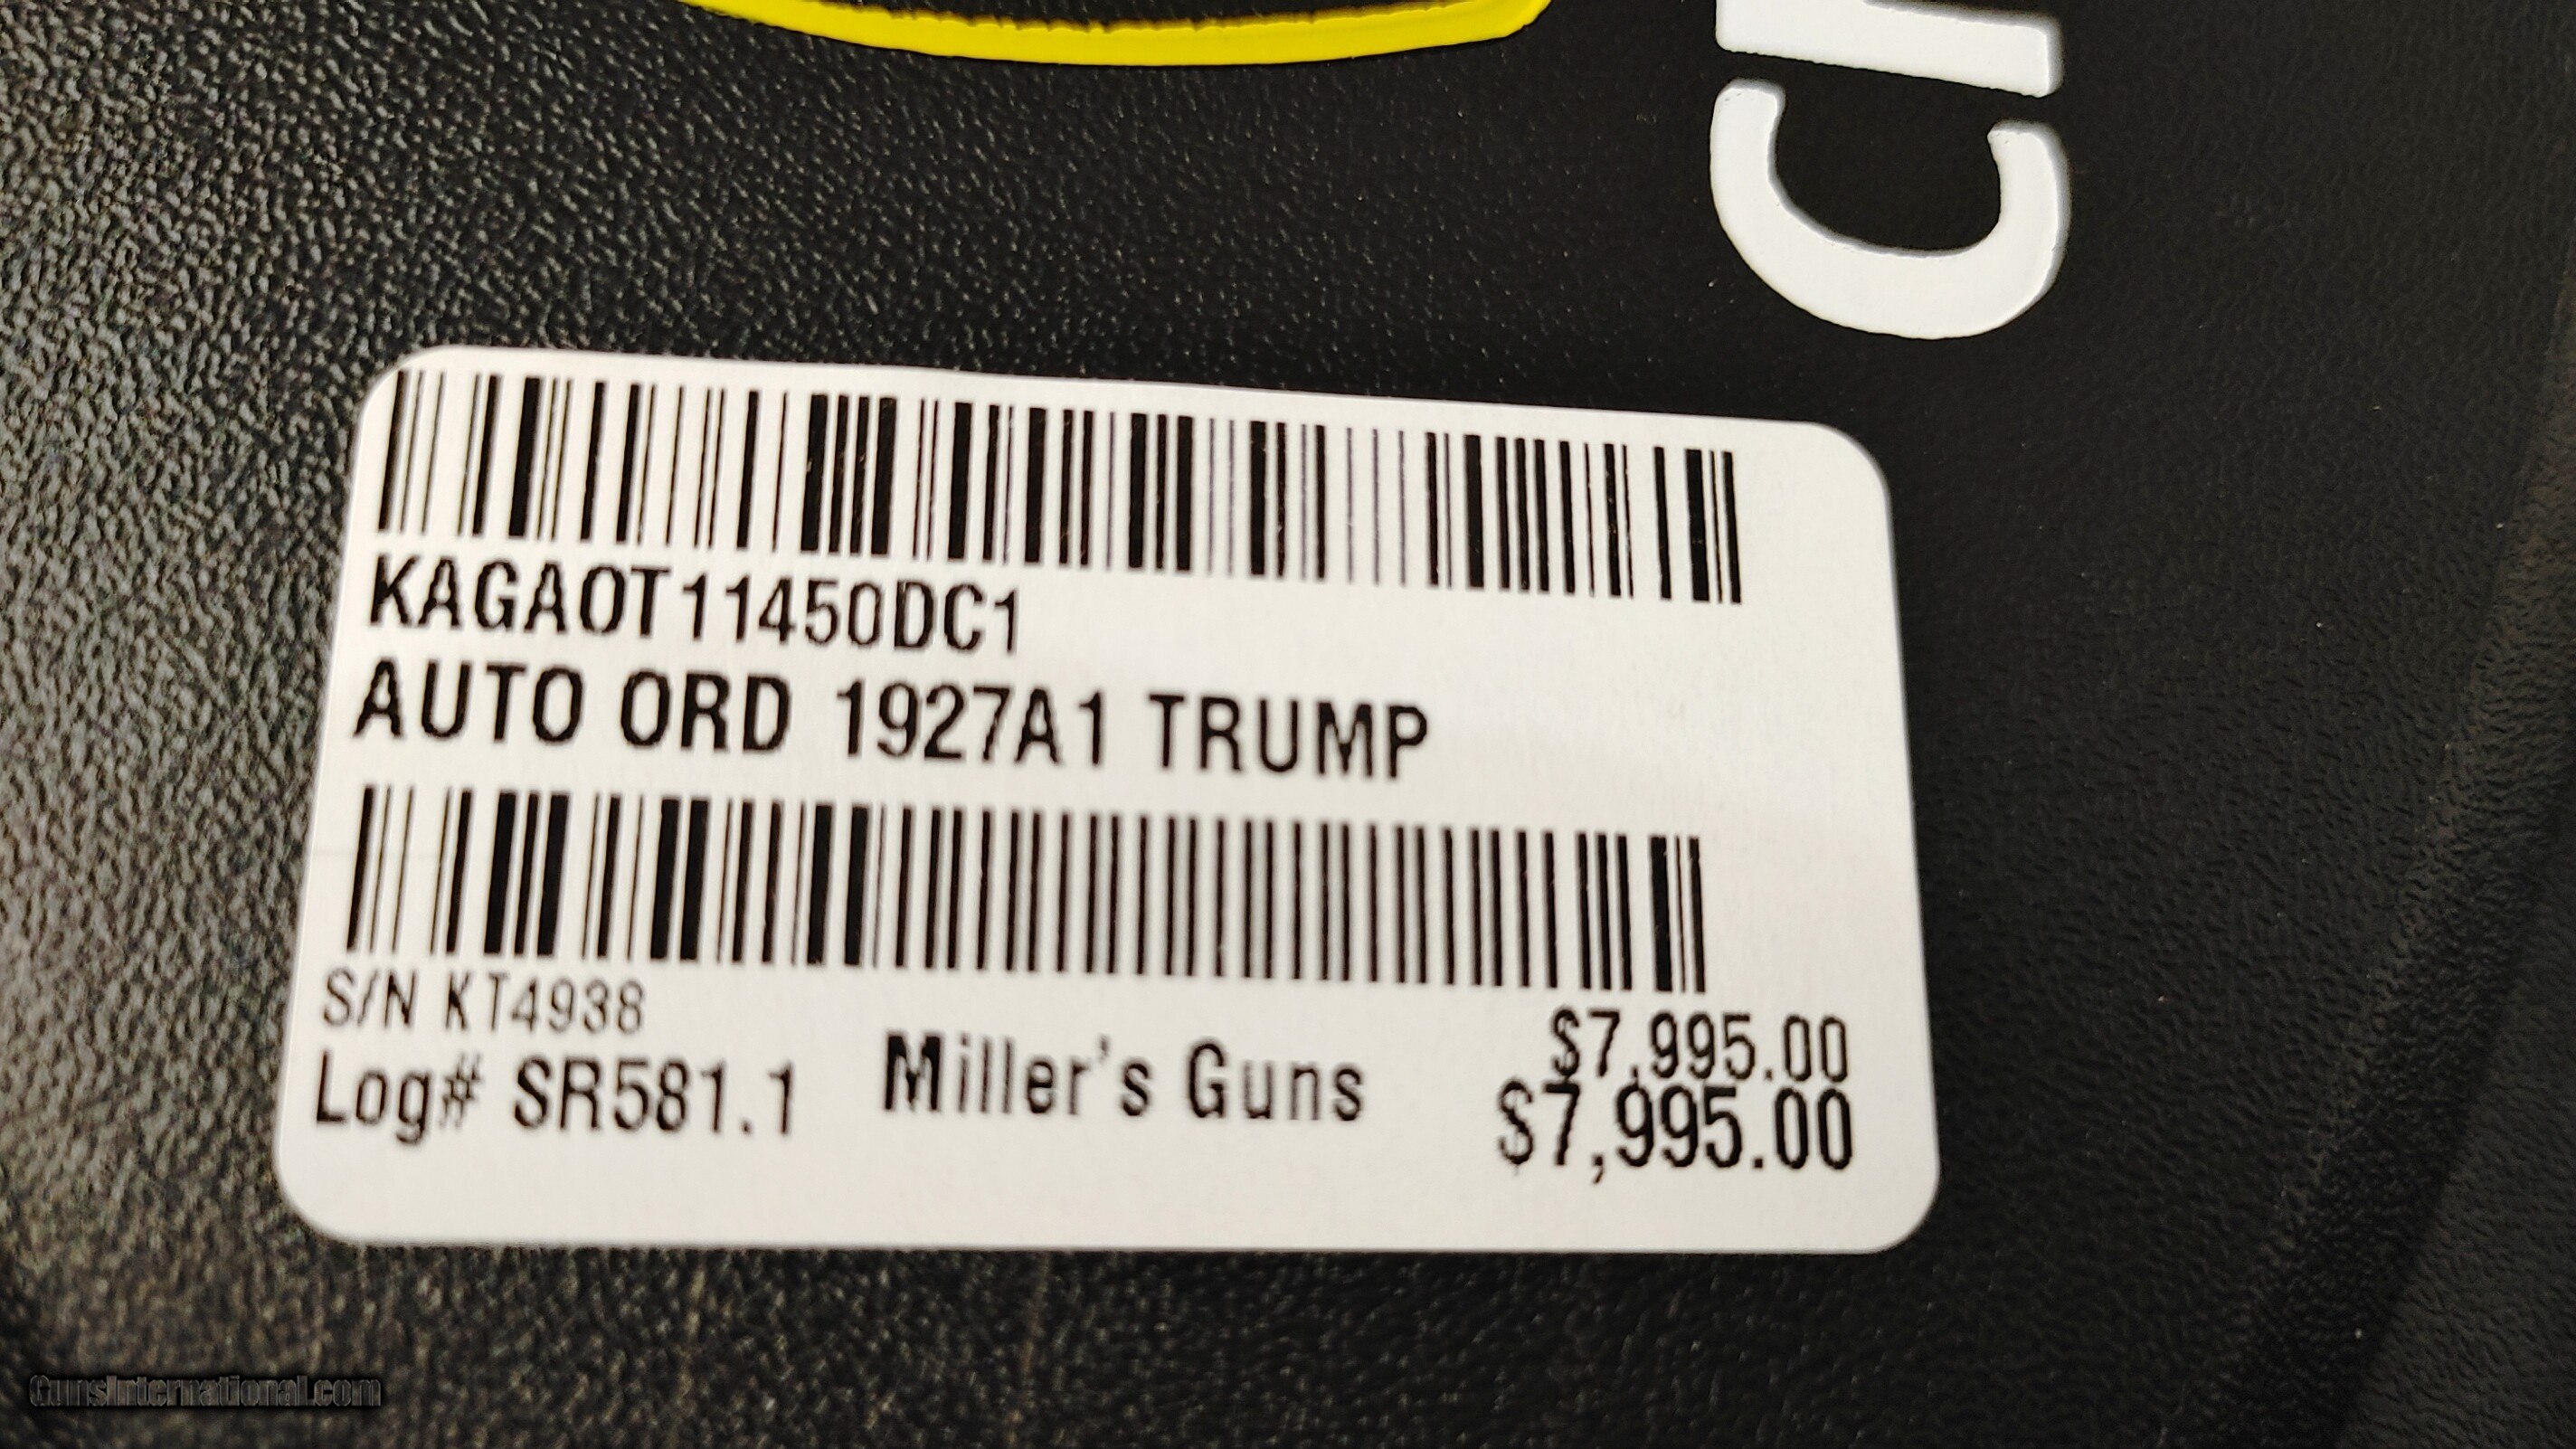 KAGAOT11450DC1
AUTO ORD 1927A1 TRUMP
S/N KT4938
$7,995.00
Log# SR581.1
Miller's Guns
$7,995.00
GunsInternational.com